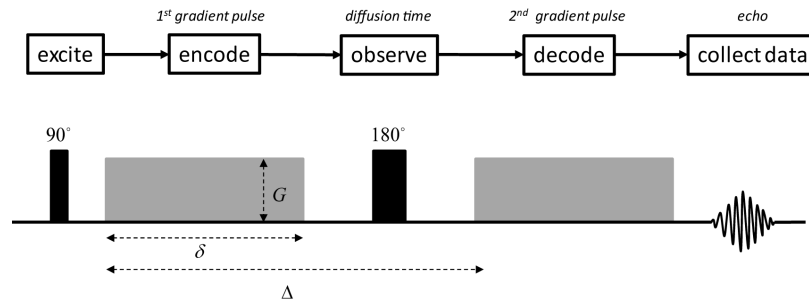 1st gradient pulse diffusion time 2nd gradient pulse echo
excite encode observe decode collect data
90° 180°
G
δ
Δ